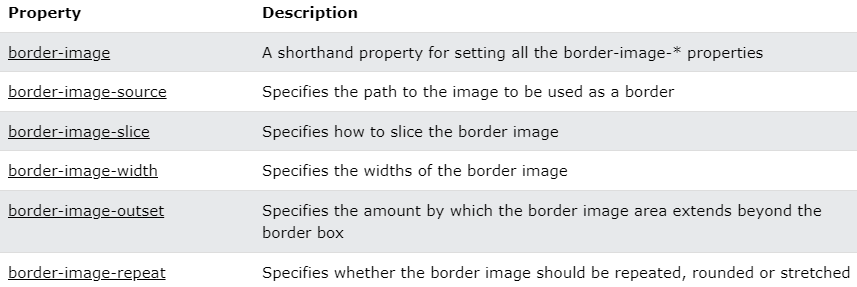 Property Description
border-image A shorthand property for setting all the border-image-* properties
border-image-source Specifies the path to the image to be used as a border
border-image-slice Specifies how to slice the border image
border-image-width Specifies the widths of the border image
border-image-outset Specifies the amount by which the border image area extends beyond the
border box
border-image-repeat Specifies whether the border image should be repeated, rounded or stretched